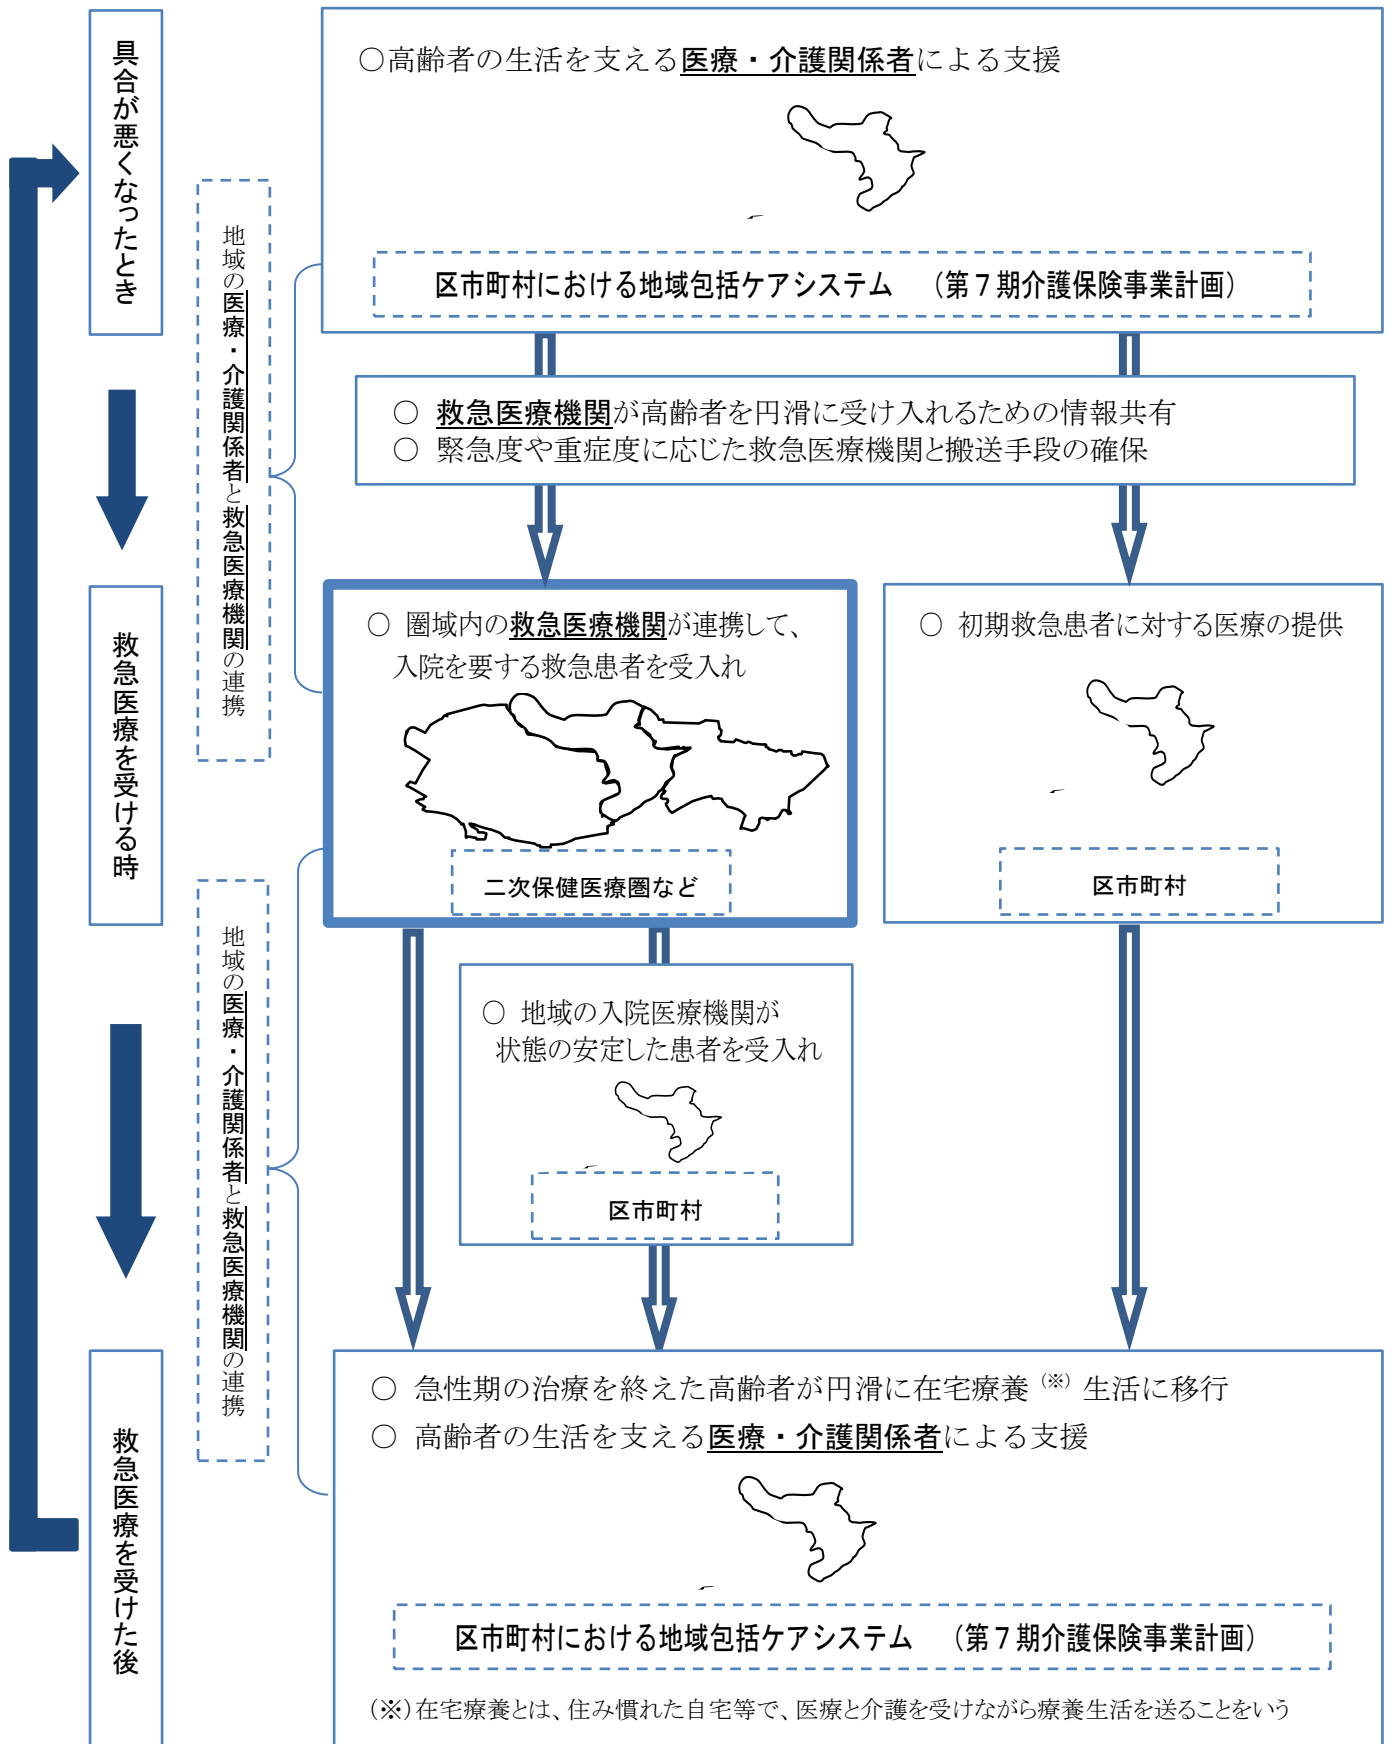 具合が悪くなったとき
○高齢者の生活を支える医療・介護関係者による支援
区市町村における地域包括ケアシステム （第７期介護保険事業計画）
地域の医療・介護関係者と救急医療機関の連携
○ 救急医療機関が高齢者を円滑に受け入れるための情報共有
○ 緊急度や重症度に応じた救急医療機関と搬送手段の確保
救急医療を受ける時
○ 圏域内の救急医療機関が連携して、
入院を要する救急患者を受入れ
二次保健医療圏など
○ 初期救急患者に対する医療の提供
区市町村
地域の医療・介護関係者と救急医療機関の連携
○ 地域の入院医療機関が
状態の安定した患者を受入れ
区市町村
救急医療を受けた後
○ 急性期の治療を終えた高齢者が円滑に在宅療養（※）生活に移行
○ 高齢者の生活を支える医療・介護関係者による支援
区市町村における地域包括ケアシステム （第７期介護保険事業計画）
（※）在宅療養とは、住み慣れた自宅等で、医療と介護を受けながら療養生活を送ることをいう